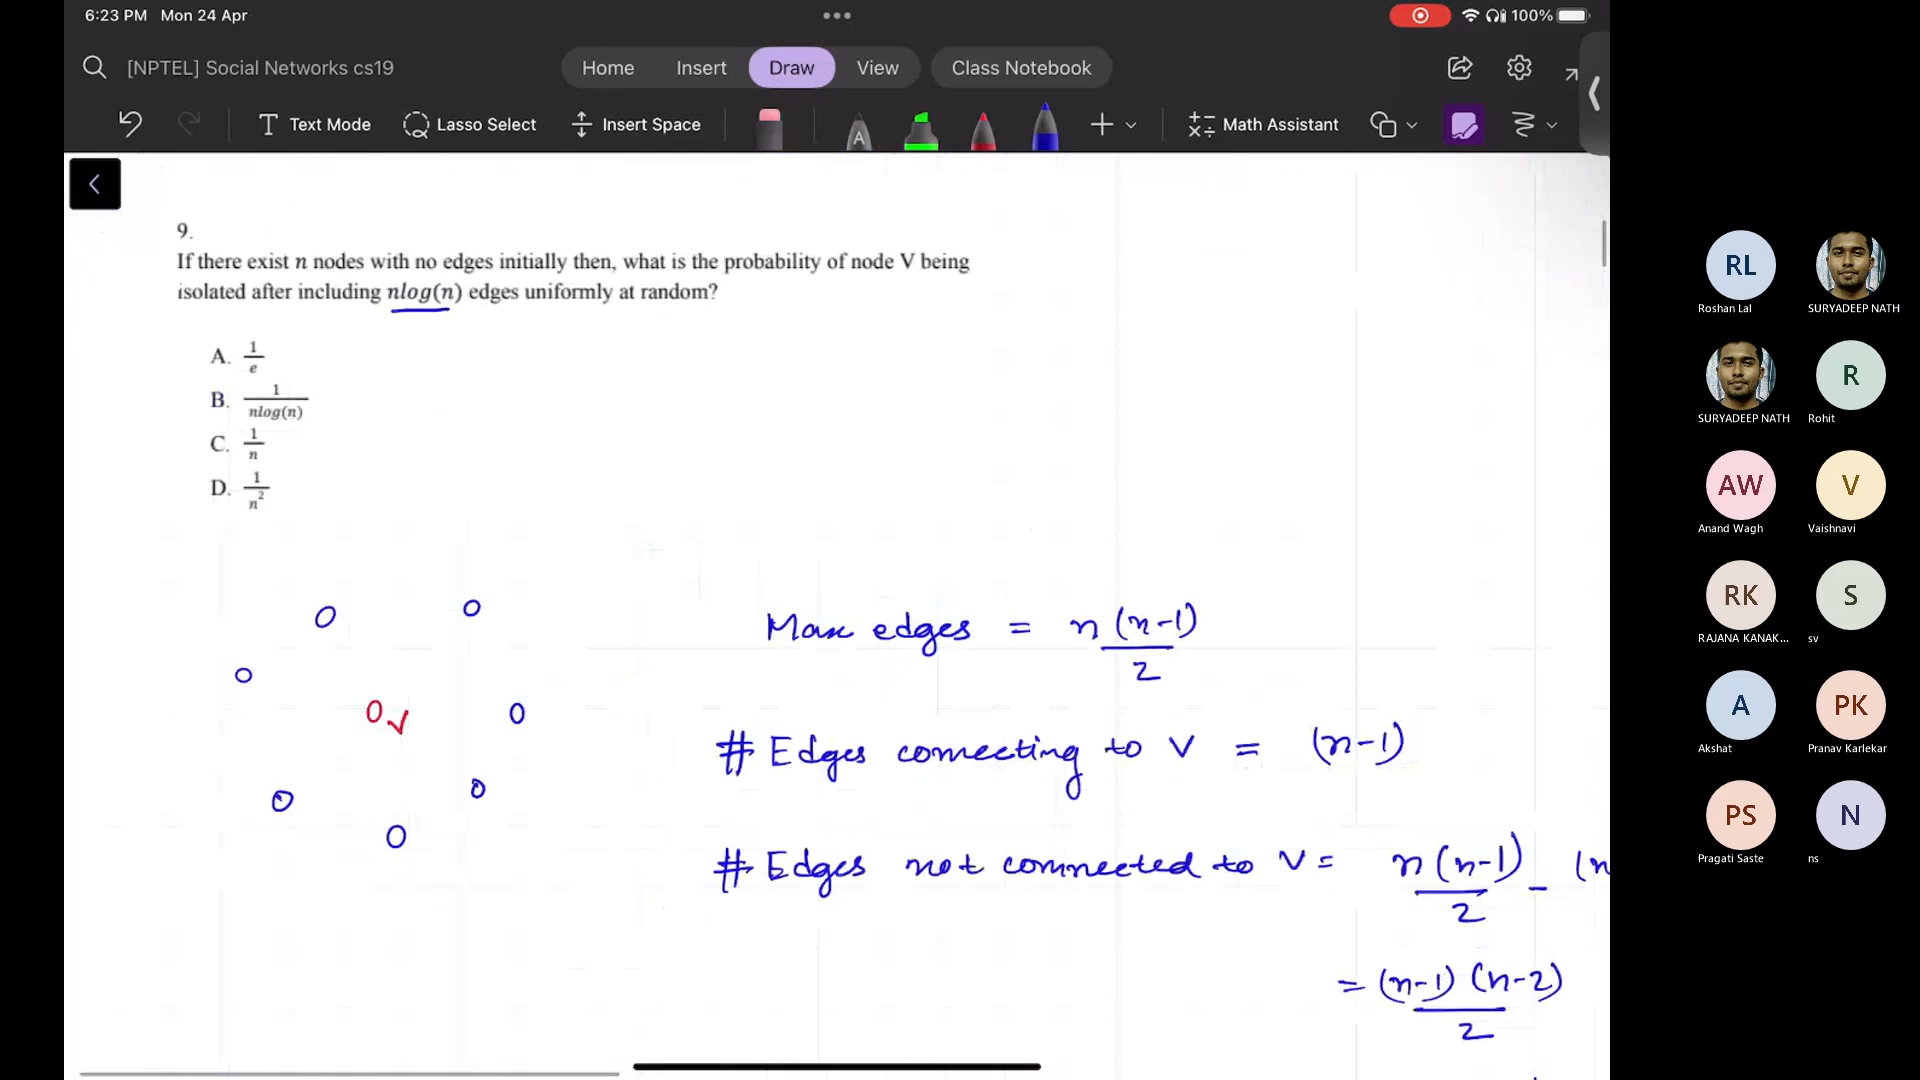 6:23 PM Mon 24 Apr
100%
[NPTEL] Social Networks cs19
Home Insert Draw View Class Notebook
Text Mode Lasso Select Insert Space Math Assistant
9.
If there exist n nodes with no edges initially then, what is the probability of node V being
isolated after including nlog(n) edges uniformly at random?
A. 1/e
B. 1/nlog(n)
C. 1/n
D. 1/n²
V
Max edges = n(n-1)/2
# Edges connecting to V = (n-1)
# Edges not connected to V = n(n-1)/2 - (n
= (n-1)(n-2)/2
RL
Roshan Lal
SURYADEEP NATH
SURYADEEP NATH
R
Rohit
AW
Anand Wagh
V
Vaishnavi
RK
RAJANA KANAK...
S
sv
A
Akshat
PK
Pranav Karlekar
PS
Pragati Saste
N
ns